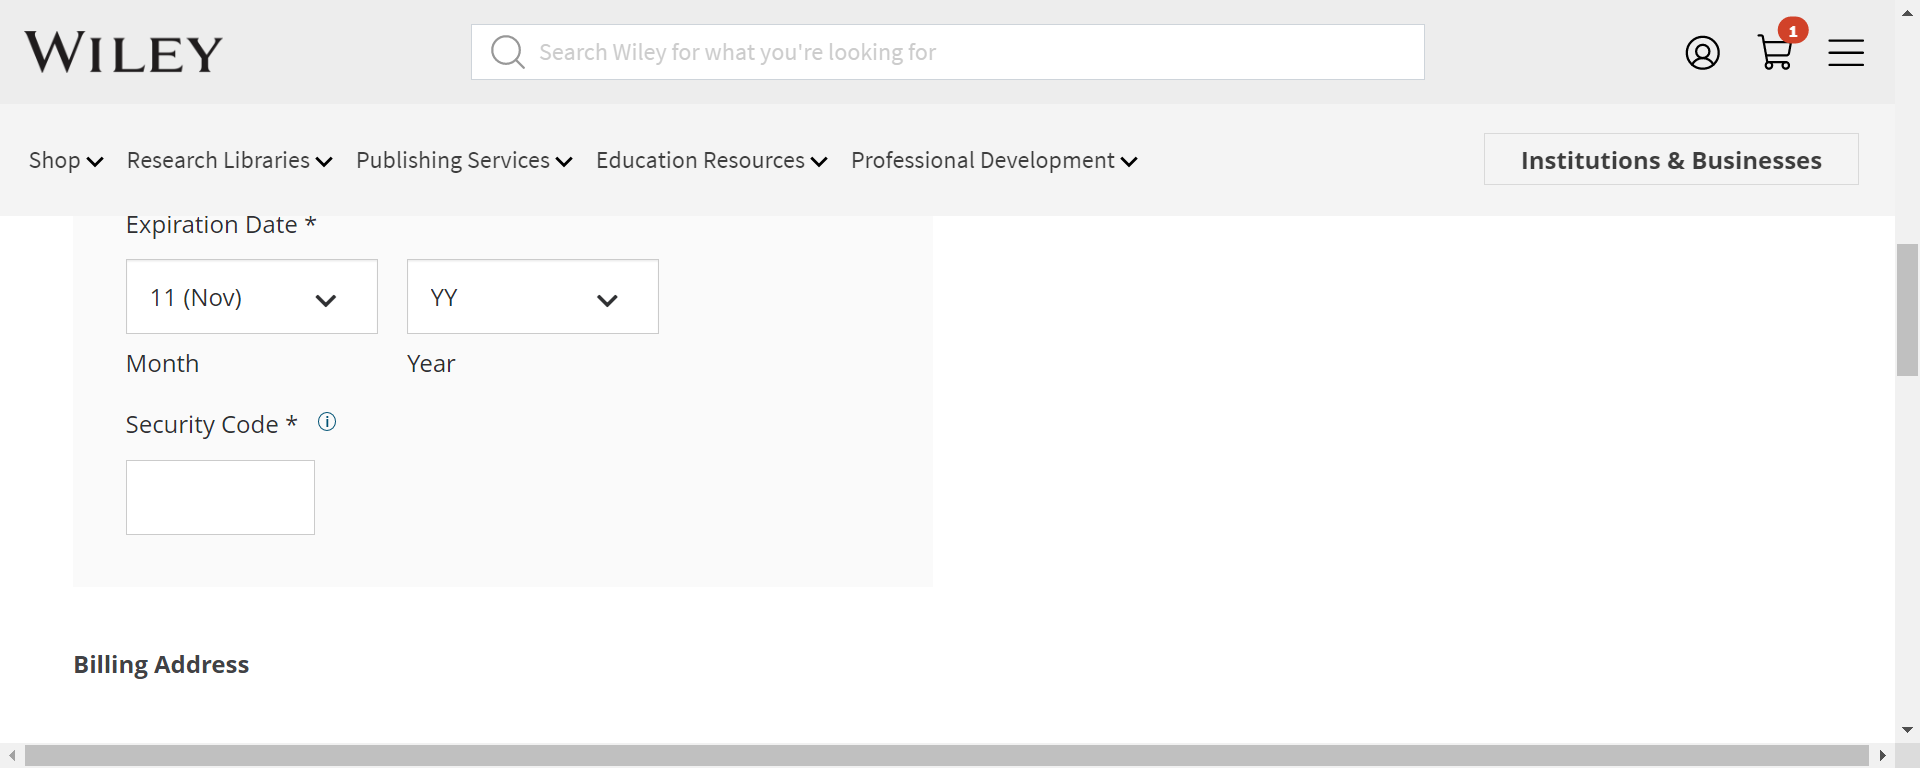 WILEY
Search Wiley for what you're looking for
1
Shop
Research Libraries
Publishing Services
Education Resources
Professional Development
Institutions & Businesses
Expiration Date *
11 (Nov)
YY
Month
Year
Security Code *
Billing Address